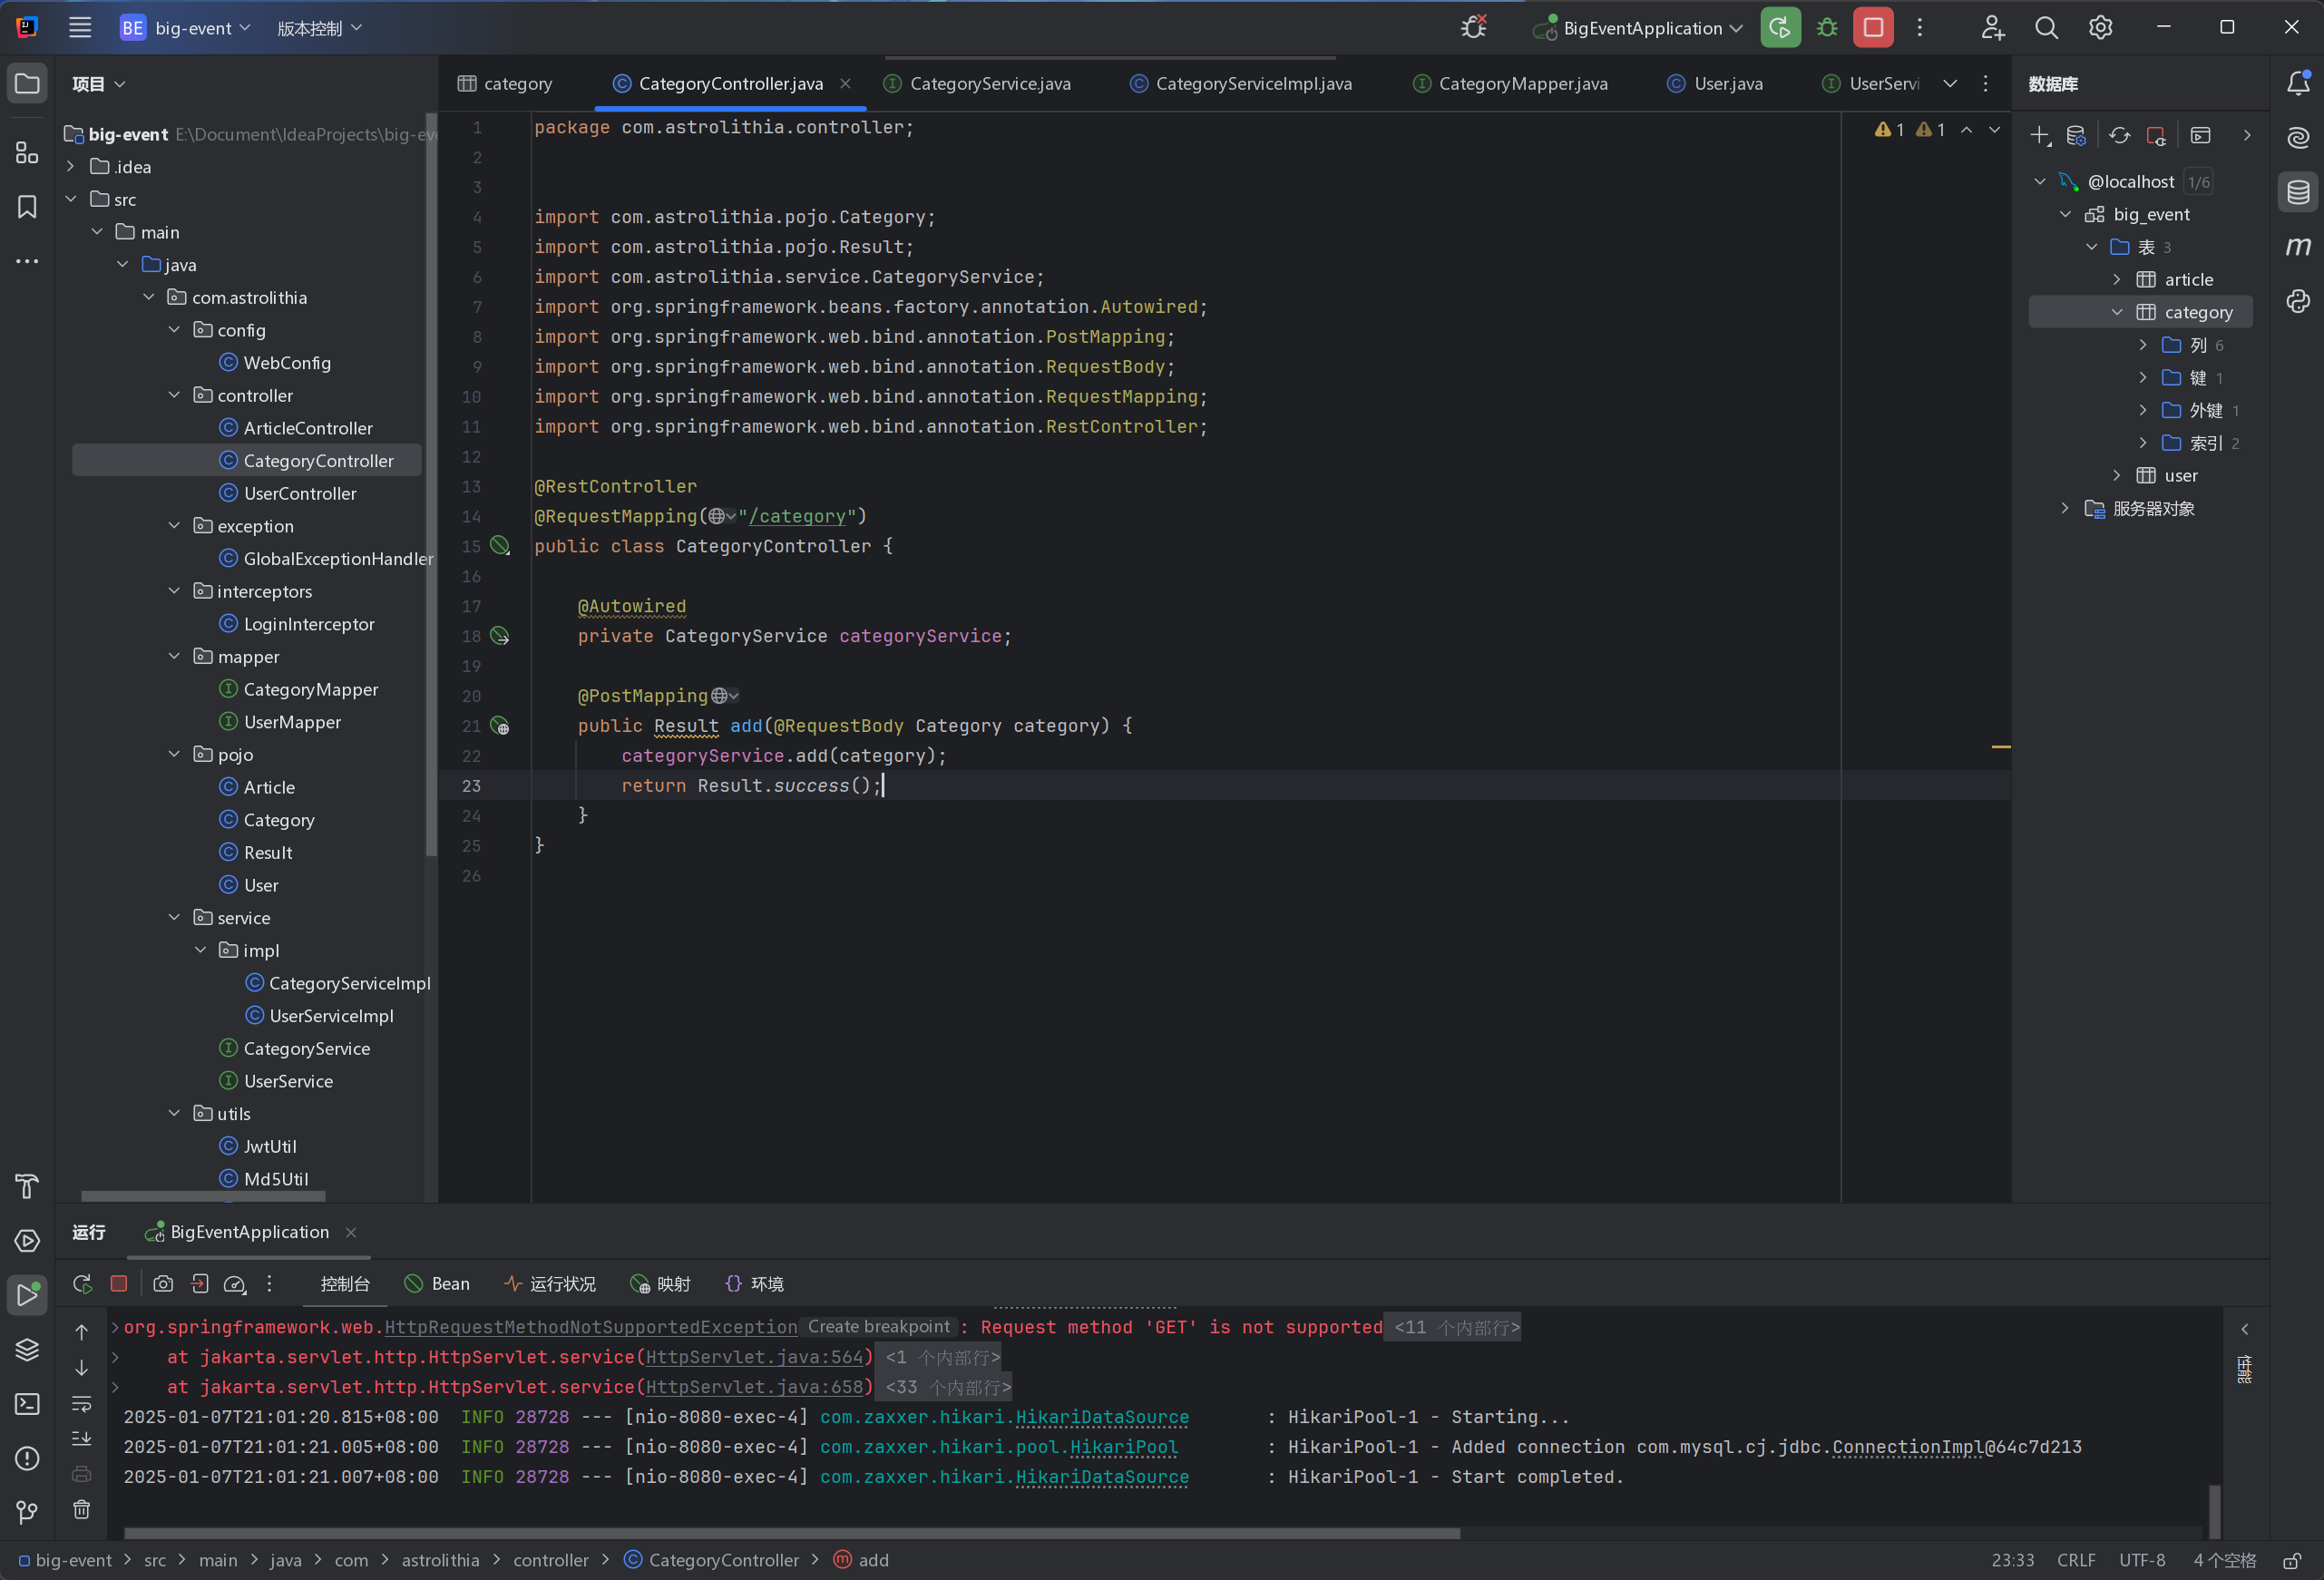 BE big-event 版本控制 BigEventApplication
项目
big-event E:\Document\IdeaProjects\big-eve
.idea
src
main
java
com.astrolithia
config
WebConfig
controller
ArticleController
CategoryController
UserController
exception
GlobalExceptionHandler
interceptors
LoginInterceptor
mapper
CategoryMapper
UserMapper
pojo
Article
Category
Result
User
service
impl
CategoryServiceImpl
UserServiceImpl
CategoryService
UserService
utils
JwtUtil
Md5Util
category CategoryController.java CategoryService.java CategoryServiceImpl.java CategoryMapper.java User.java UserServi
1 package com.astrolithia.controller;
2
3
4 import com.astrolithia.pojo.Category;
5 import com.astrolithia.pojo.Result;
6 import com.astrolithia.service.CategoryService;
7 import org.springframework.beans.factory.annotation.Autowired;
8 import org.springframework.web.bind.annotation.PostMapping;
9 import org.springframework.web.bind.annotation.RequestBody;
10 import org.springframework.web.bind.annotation.RequestMapping;
11 import org.springframework.web.bind.annotation.RestController;
12
13 @RestController
14 @RequestMapping("/category")
15 public class CategoryController {
16
17 @Autowired
18 private CategoryService categoryService;
19
20 @PostMapping
21 public Result add(@RequestBody Category category) {
22 categoryService.add(category);
23 return Result.success();
24 }
25 }
26
1 1
数据库
@localhost 1/6
big_event
表 3
article
category
列 6
键 1
外键 1
索引 2
user
服务器对象
m
运行 BigEventApplication
控制台 Bean 运行状况 映射 环境
org.springframework.web.HttpRequestMethodNotSupportedException Create breakpoint : Request method 'GET' is not supported <11 个内部行>
at jakarta.servlet.http.HttpServlet.service(HttpServlet.java:564) <1 个内部行>
at jakarta.servlet.http.HttpServlet.service(HttpServlet.java:658) <33 个内部行>
2025-01-07T21:01:20.815+08:00 INFO 28728 --- [nio-8080-exec-4] com.zaxxer.hikari.HikariDataSource : HikariPool-1 - Starting...
2025-01-07T21:01:21.005+08:00 INFO 28728 --- [nio-8080-exec-4] com.zaxxer.hikari.pool.HikariPool : HikariPool-1 - Added connection com.mysql.cj.jdbc.ConnectionImpl@64c7d213
2025-01-07T21:01:21.007+08:00 INFO 28728 --- [nio-8080-exec-4] com.zaxxer.hikari.HikariDataSource : HikariPool-1 - Start completed.
性能
big-event > src > main > java > com > astrolithia > controller > CategoryController > add
23:33 CRLF UTF-8 4 个空格